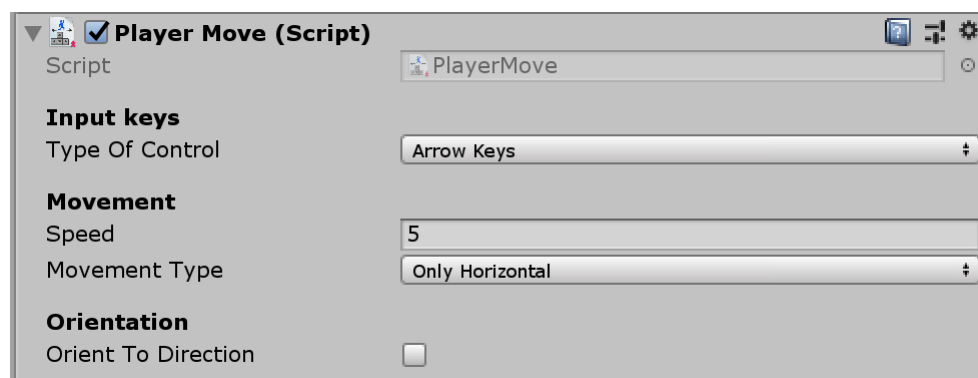 Player Move (Script)
Script PlayerMove
Input keys
Type Of Control Arrow Keys
Movement
Speed 5
Movement Type Only Horizontal
Orientation
Orient To Direction